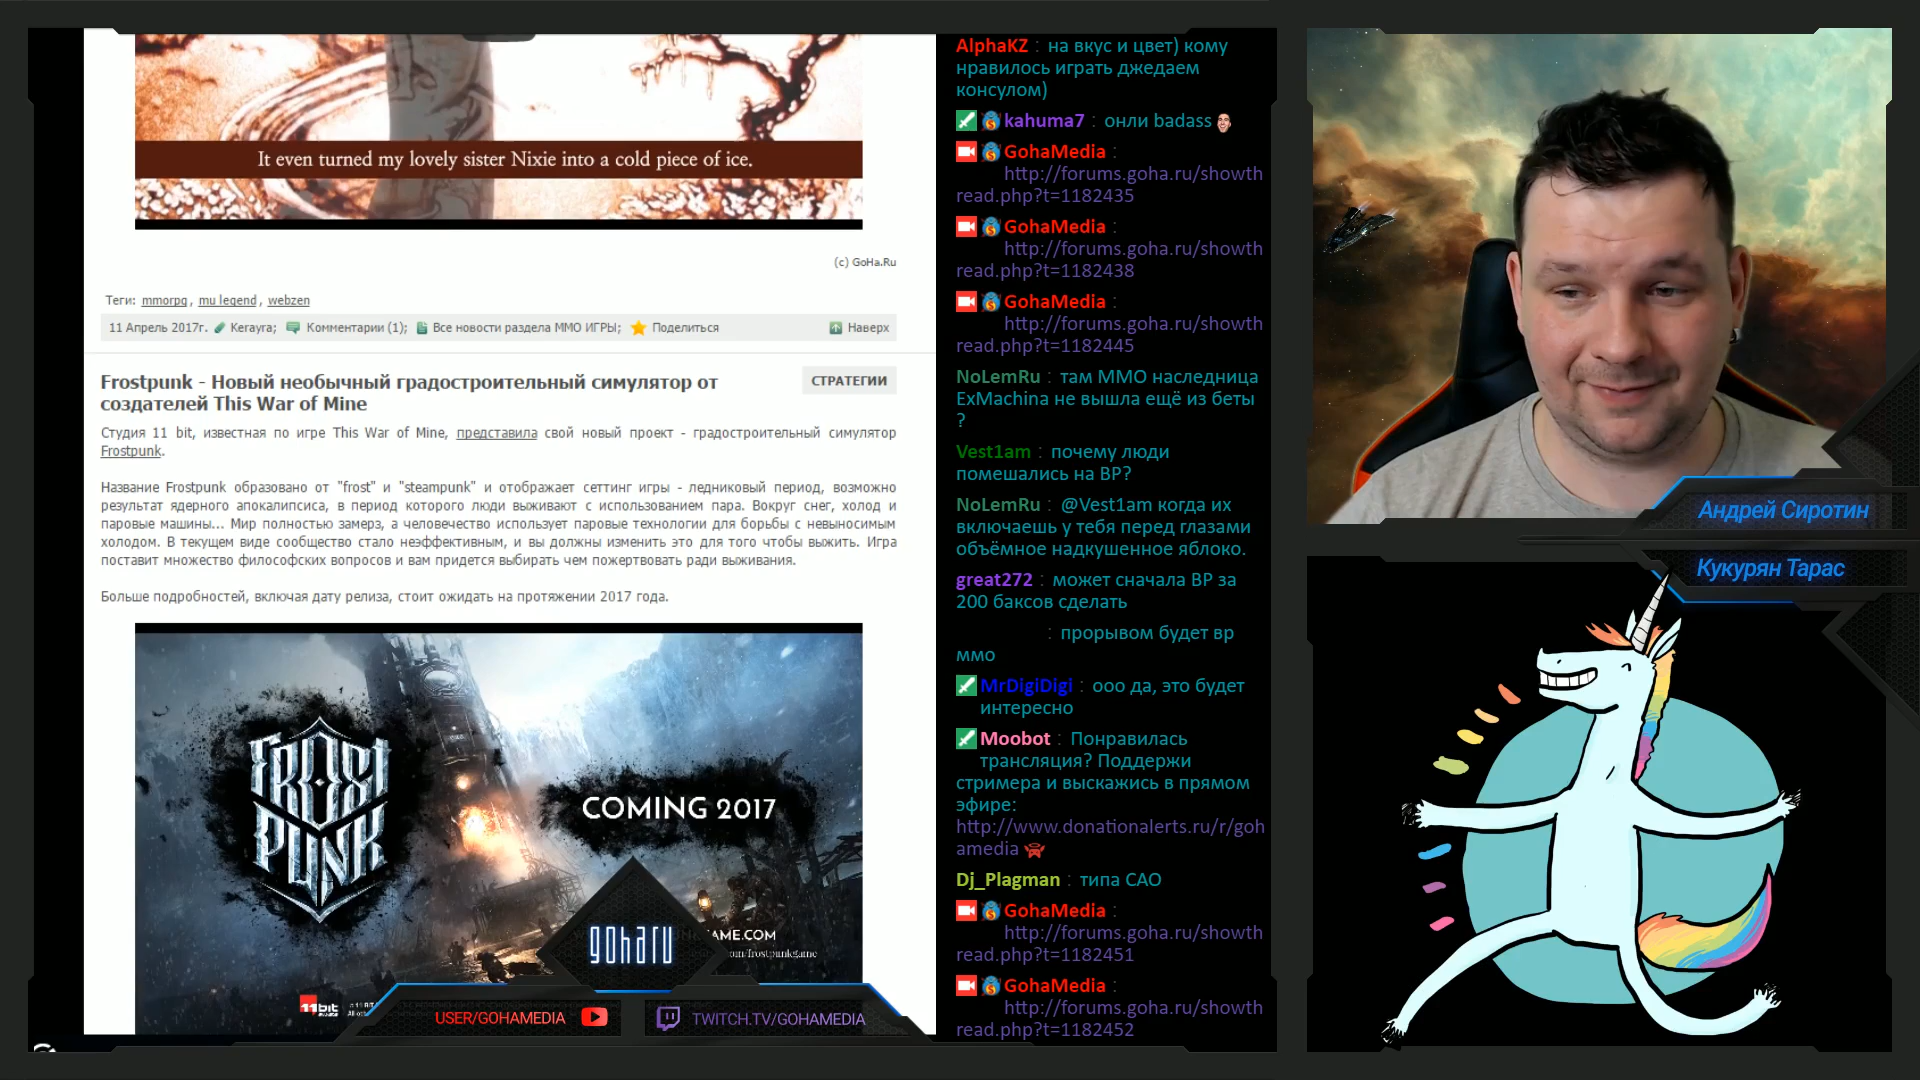 It even turned my lovely sister Nixie into a cold piece of ice.
(c) GoHa.Ru
Теги: mmorpg, mu legend, webzen
11 Апрель 2017г. Kerayra; Комментарии (1); Все новости раздела ММО ИГРЫ; Поделиться Наверх
Frostpunk - Новый необычный градостроительный симулятор от
создателей This War of Mine
СТРАТЕГИИ
Студия 11 bit, известная по игре This War of Mine, представила свой новый проект - градостроительный симулятор
Frostpunk.
Название Frostpunk образовано от "frost" и "steampunk" и отображает сеттинг игры - ледниковый период, возможно
результат ядерного апокалипсиса, в период которого люди выживают с использованием пара. Вокруг снег, холод и
паровые машины... Мир полностью замерз, а человечество использует паровые технологии для борьбы с невыносимым
холодом. В текущем виде сообщество стало неэффективным, и вы должны изменить это для того чтобы выжить. Игра
поставит множество философских вопросов и вам придется выбирать чем пожертвовать ради выживания.
Больше подробностей, включая дату релиза, стоит ожидать на протяжении 2017 года.
FROST
PUNK
COMING 2017
AME.COM
om/frostpunkgame
11bit
goharu
USER/GOHAMEDIA
TWITCH.TV/GOHAMEDIA
AlphaKZ : на вкус и цвет) кому
нравилось играть джедаем
консулом)
kahuma7 : онли badass
GohaMedia :
http://forums.goha.ru/showth
read.php?t=1182435
GohaMedia :
http://forums.goha.ru/showth
read.php?t=1182438
GohaMedia :
http://forums.goha.ru/showth
read.php?t=1182445
NoLemRu : там ММО наследница
ExMachina не вышла ещё из беты
?
Vest1am : почему люди
помешались на ВР?
NoLemRu : @Vest1am когда их
включаешь у тебя перед глазами
объёмное надкушенное яблоко.
great272 : может сначала ВР за
200 баксов сделать
: прорывом будет вр
ммо
MrDigiDigi : ооо да, это будет
интересно
Moobot : Понравилась
трансляция? Поддержи
стримера и выскажись в прямом
эфире:
http://www.donationalerts.ru/r/goh
amedia
Dj_Plagman : типа САО
GohaMedia :
http://forums.goha.ru/showth
read.php?t=1182451
GohaMedia :
http://forums.goha.ru/showth
read.php?t=1182452
Андрей Сиротин
Кукурян Тарас